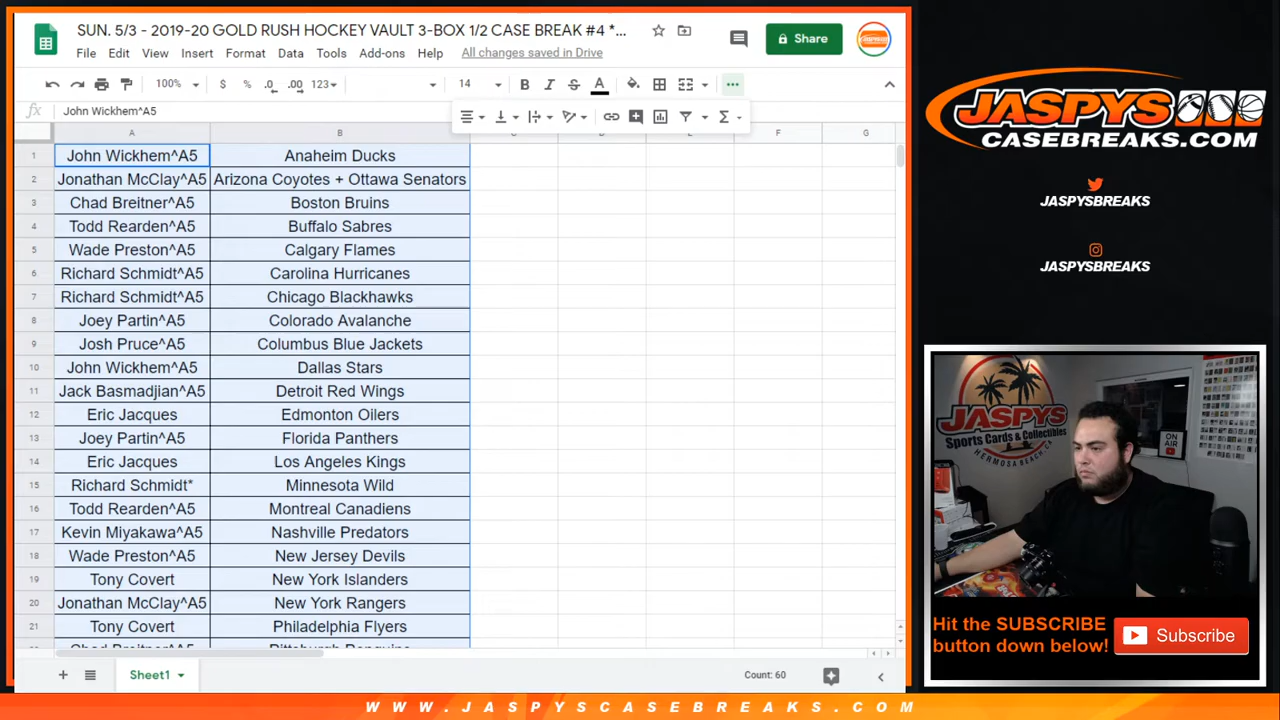 SUN. 5/3 - 2019-20 GOLD RUSH HOCKEY VAULT 3-BOX 1/2 CASE BREAK #4 *...
File Edit View Insert Format Data Tools Add-ons Help All changes saved in Drive
Share
100% $ % .0 .00 123 14 B I S A
fx John Wickhem^A5
A B C D E F G
1 John Wickhem^A5 Anaheim Ducks
2 Jonathan McClay^A5 Arizona Coyotes + Ottawa Senators
3 Chad Breitner^A5 Boston Bruins
4 Todd Rearden^A5 Buffalo Sabres
5 Wade Preston^A5 Calgary Flames
6 Richard Schmidt^A5 Carolina Hurricanes
7 Richard Schmidt^A5 Chicago Blackhawks
8 Joey Partin^A5 Colorado Avalanche
9 Josh Pruce^A5 Columbus Blue Jackets
10 John Wickhem^A5 Dallas Stars
11 Jack Basmadjian^A5 Detroit Red Wings
12 Eric Jacques Edmonton Oilers
13 Joey Partin^A5 Florida Panthers
14 Eric Jacques Los Angeles Kings
15 Richard Schmidt* Minnesota Wild
16 Todd Rearden^A5 Montreal Canadiens
17 Kevin Miyakawa^A5 Nashville Predators
18 Wade Preston^A5 New Jersey Devils
19 Tony Covert New York Islanders
20 Jonathan McClay^A5 New York Rangers
21 Tony Covert Philadelphia Flyers
Chad Breitner^A5 Pittsburgh Penguins
Sheet1
Count: 60
JASPYS
CASEBREAKS.COM
JASPYSBREAKS
JASPYSBREAKS
JASPYS
Sports Cards & Collectibles
HERMOSA BEACH, CA
ON AIR
Hit the SUBSCRIBE
button down below!
Subscribe
WWW.JASPYSCASEBREAKS.COM